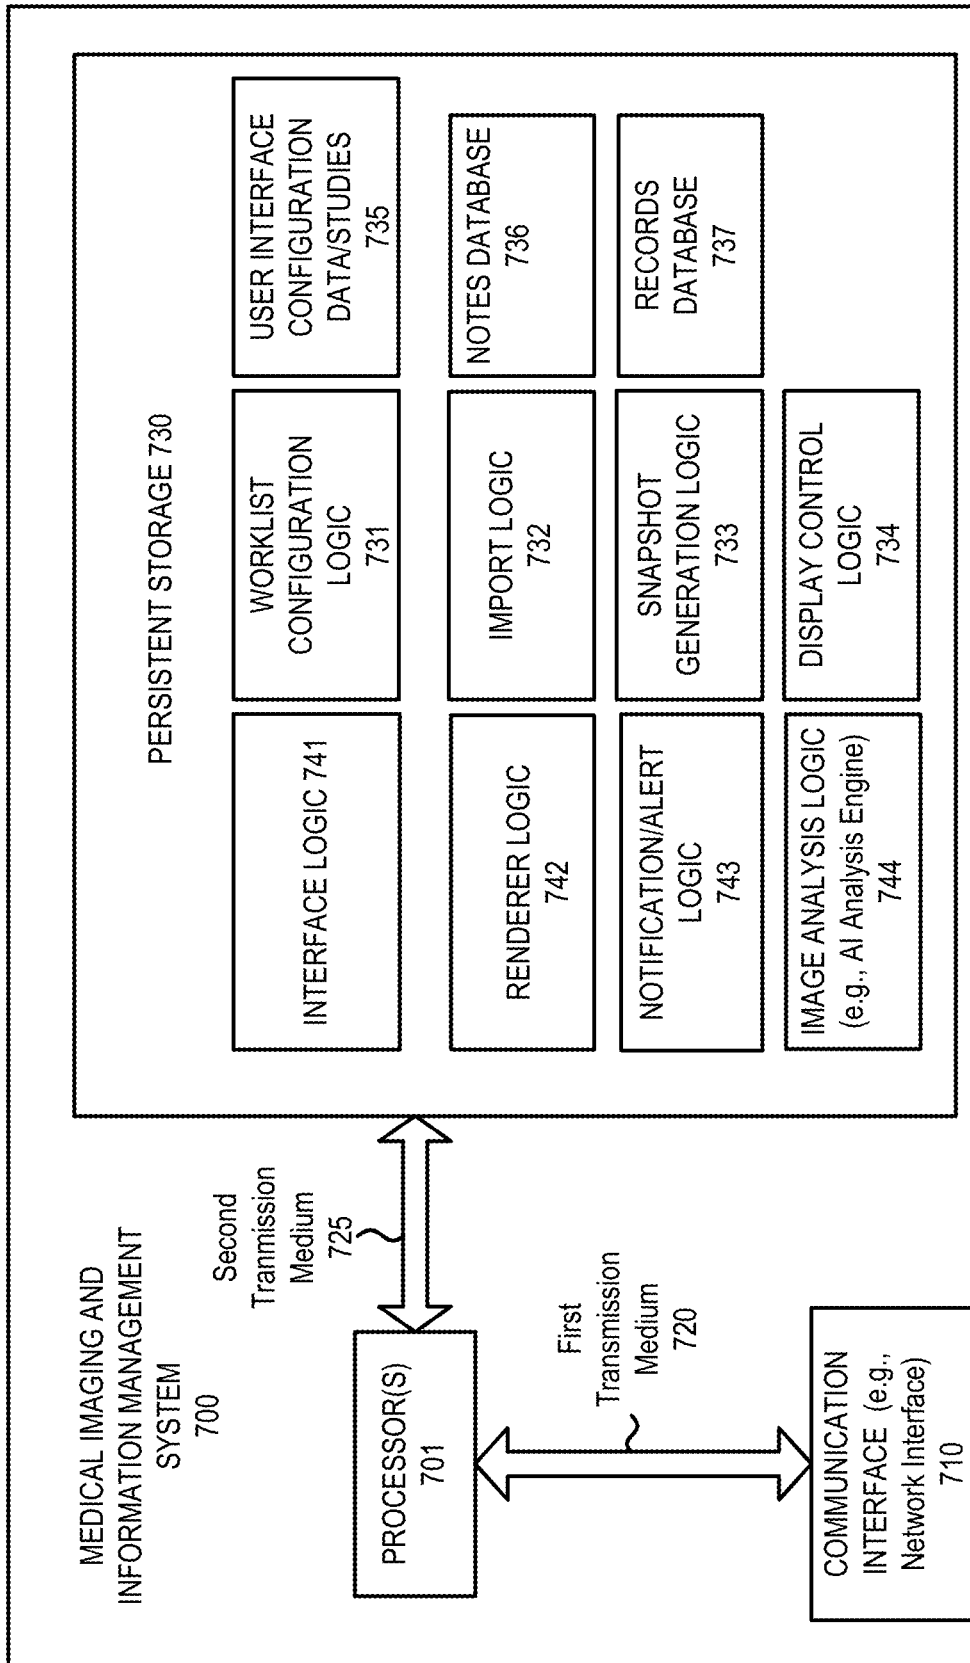 MEDICAL IMAGING AND
INFORMATION MANAGEMENT
SYSTEM
700
PROCESSOR(S)
701
Second
Tranmission
Medium
725
First
Transmission
Medium
720
COMMUNICATION
INTERFACE (e.g.,
Network Interface)
710
PERSISTENT STORAGE 730
INTERFACE LOGIC 741
WORKLIST
CONFIGURATION
LOGIC
731
USER INTERFACE
CONFIGURATION
DATA/STUDIES
735
RENDERER LOGIC
742
IMPORT LOGIC
732
NOTES DATABASE
736
NOTIFICATION/ALERT
LOGIC
743
SNAPSHOT
GENERATION LOGIC
733
RECORDS
DATABASE
737
IMAGE ANALYSIS LOGIC
(e.g., AI Analysis Engine)
744
DISPLAY CONTROL
LOGIC
734